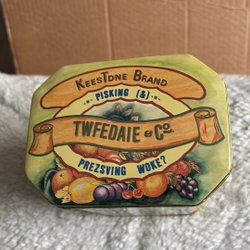 KEESTONE BRAND
PISKING (&)
TWFEDAIE & Co.
PREZSVING WOKE?